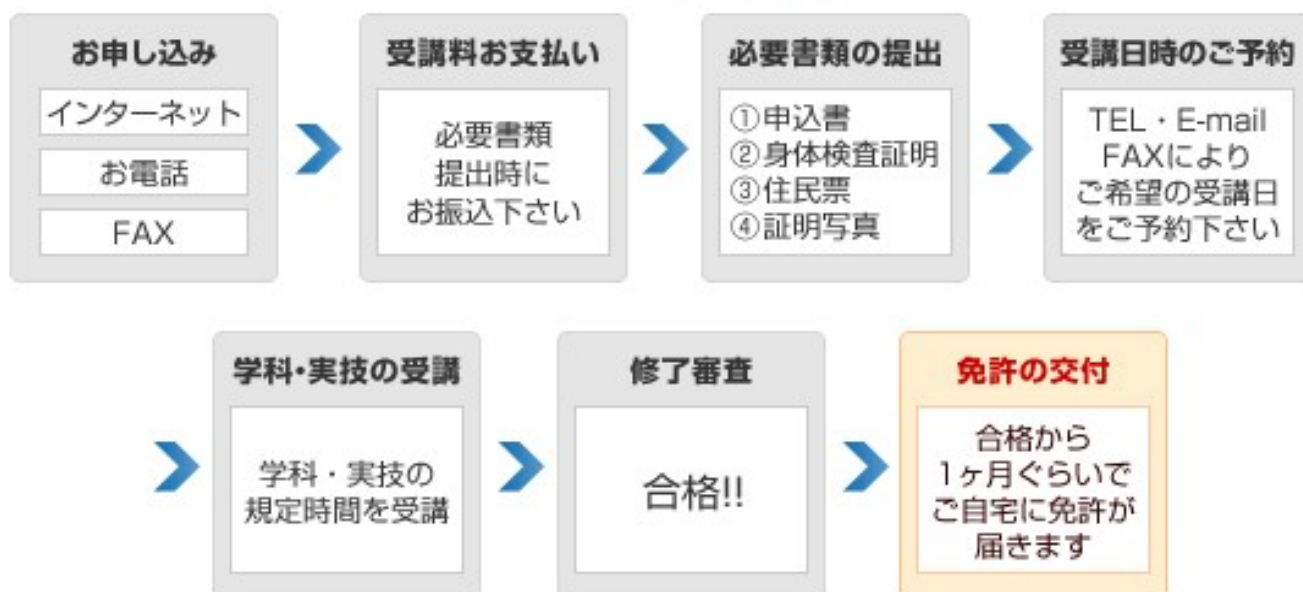 お申し込み
インターネット
お電話
FAX
受講料お支払い
必要書類
提出時に
お振込下さい
必要書類の提出
①申込書
②身体検査証明
③住民票
④証明写真
受講日時のご予約
TEL・E-mail
FAXにより
ご希望の受講日
をご予約下さい
学科・実技の受講
学科・実技の
規定時間を受講
修了審査
合格!!
免許の交付
合格から
1ヶ月ぐらいで
ご自宅に免許が
届きます